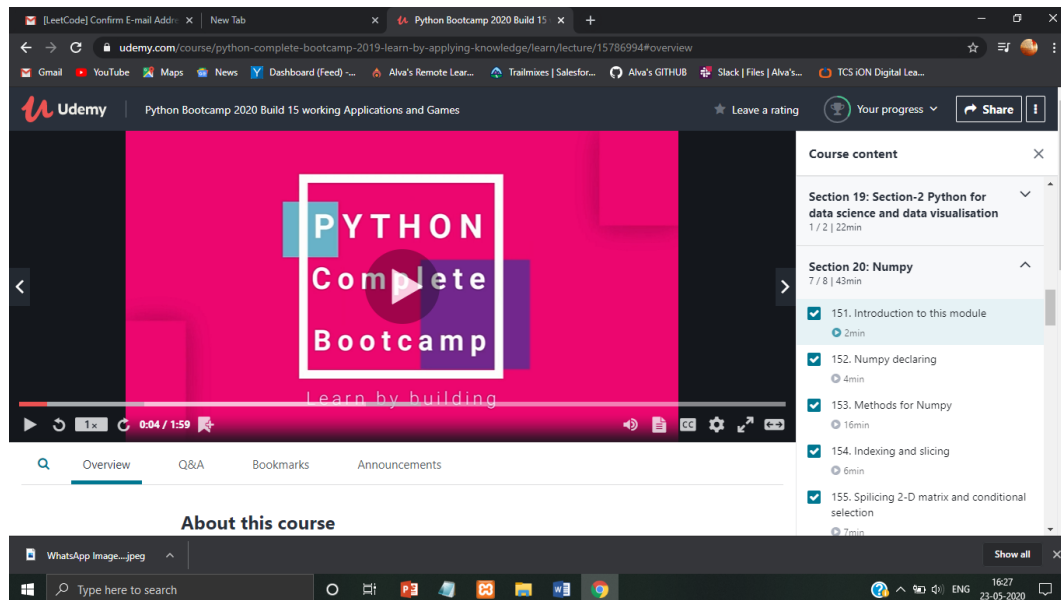 [LeetCode] Confirm E-mail Addre
New Tab
Python Bootcamp 2020 Build 15
udemy.com/course/python-complete-bootcamp-2019-learn-by-applying-knowledge/learn/lecture/15786994#overview
Gmail YouTube Maps News Dashboard (Feed) -... Alva's Remote Lear... Trailmixes | Salesfor... Alva's GITHUB Slack | Files | Alva's... TCS iON Digital Lea...
Udemy Python Bootcamp 2020 Build 15 working Applications and Games Leave a rating Your progress Share
PYTHON
Complete
Bootcamp
Learn by building
1x 0:04 / 1:59 CC
Course content
Section 19: Section-2 Python for
data science and data visualisation
1 / 2 | 22min
Section 20: Numpy
7 / 8 | 43min
151. Introduction to this module
2min
152. Numpy declaring
4min
153. Methods for Numpy
16min
154. Indexing and slicing
6min
155. Spilicing 2-D matrix and conditional
selection
7min
Overview Q&A Bookmarks Announcements
About this course
WhatsApp Image....jpeg Show all
Type here to search ENG 16:27
23-05-2020